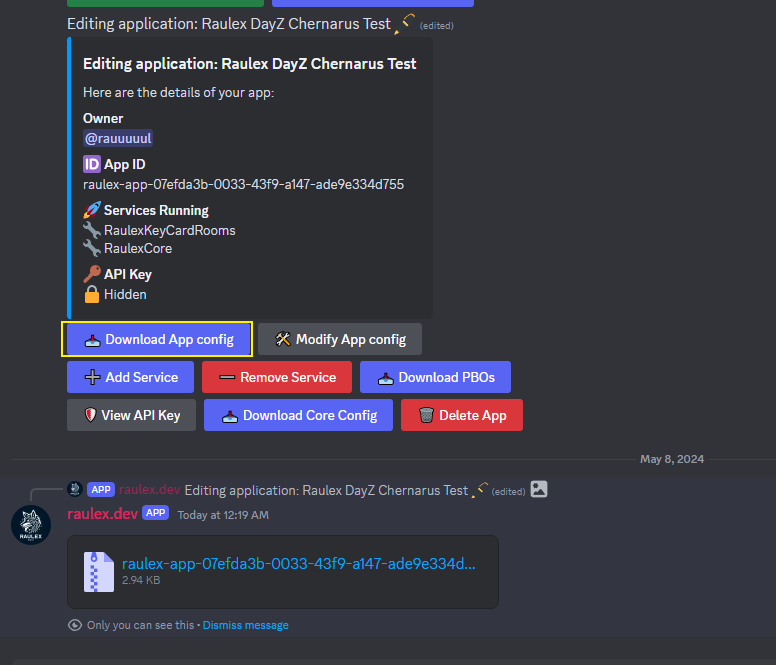 Editing application: Raulex DayZ Chernarus Test (edited)
Editing application: Raulex DayZ Chernarus Test
Here are the details of your app:
Owner
@rauuuuul
ID App ID
raulex-app-07efda3b-0033-43f9-a147-ade9e334d755
Services Running
RaulexKeyCardRooms
RaulexCore
API Key
Hidden
Download App config Modify App config
Add Service Remove Service Download PBOs
View API Key Download Core Config Delete App
May 8, 2024
APP raulex.dev Editing application: Raulex DayZ Chernarus Test (edited)
raulex.dev APP Today at 12:19 AM
RAULEX
raulex-app-07efda3b-0033-43f9-a147-ade9e334d...
2.94 KB
Only you can see this • Dismiss message